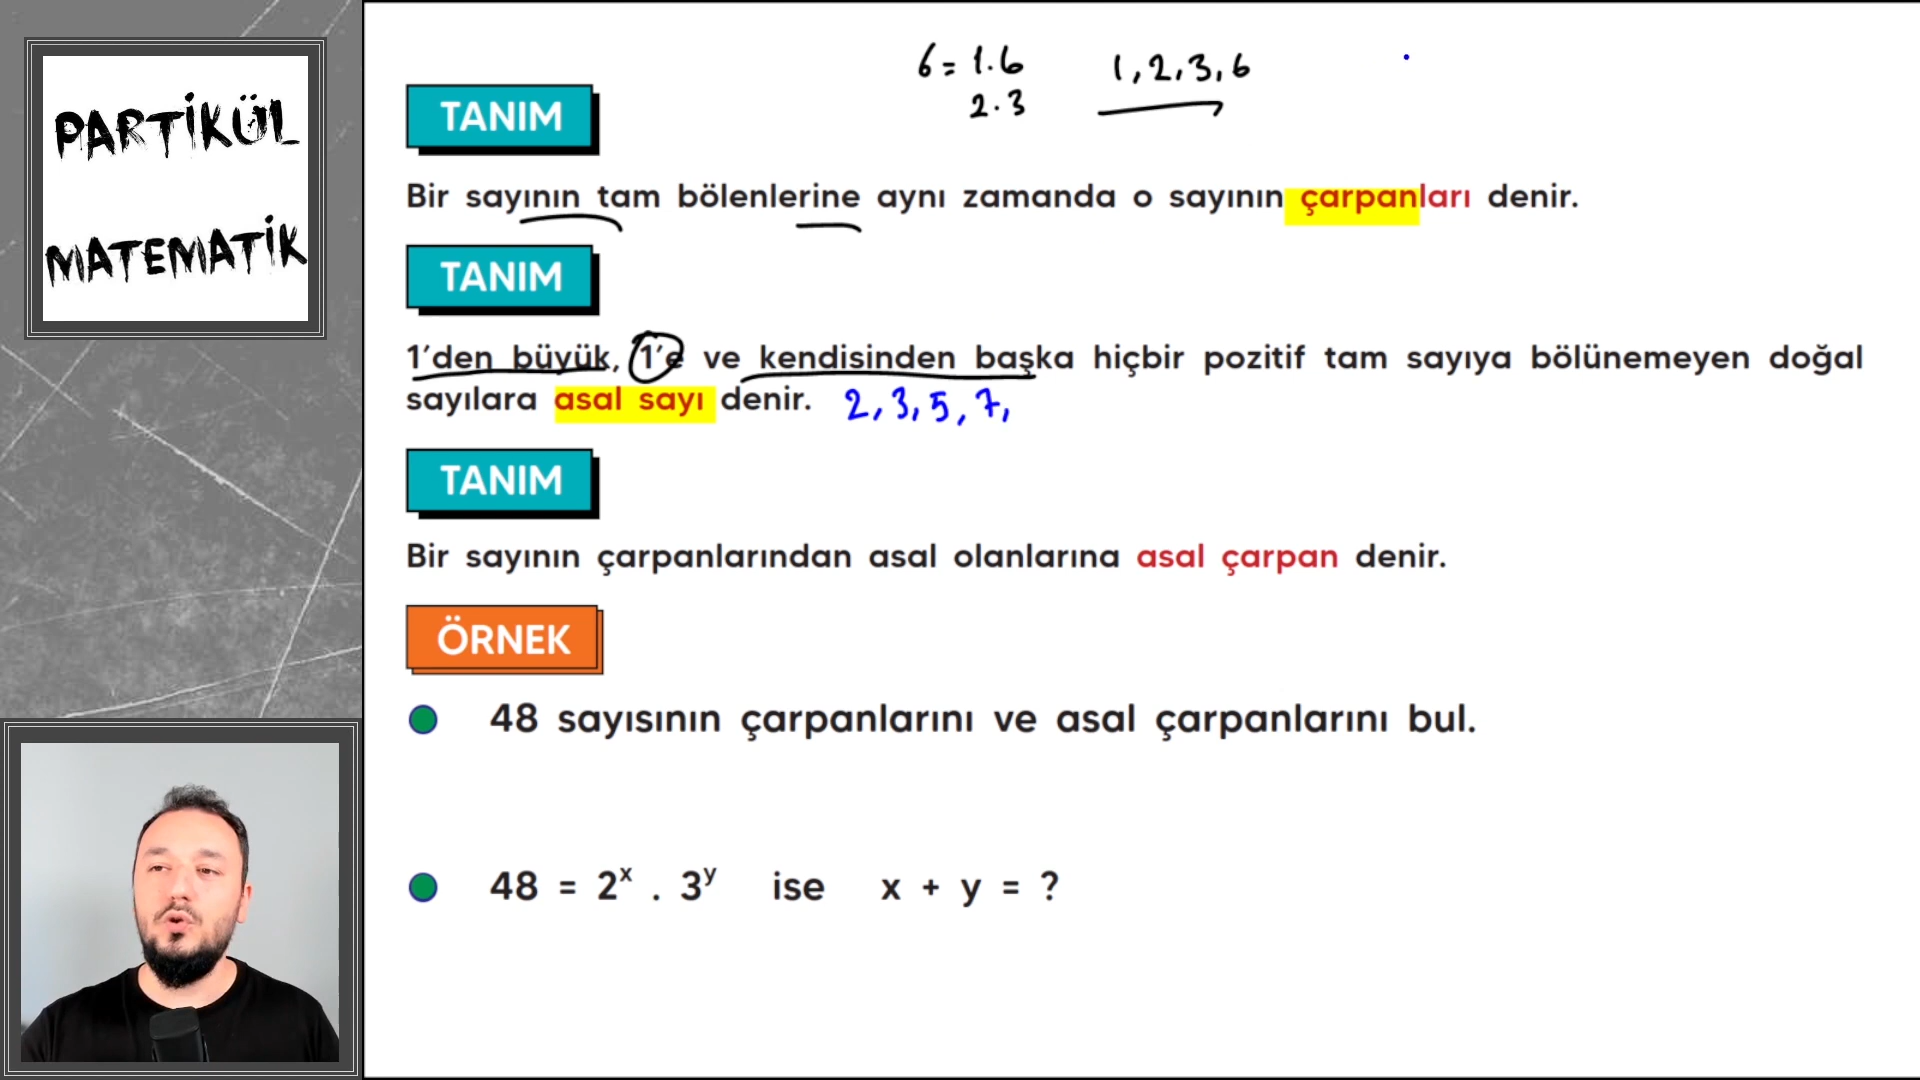 PARTİKÜL
MATEMATİK
6 = 1.6
2.3
1, 2, 3, 6
TANIM
Bir sayının tam bölenlerine aynı zamanda o sayının çarpanları denir.
TANIM
1'den büyük, 1'e ve kendisinden başka hiçbir pozitif tam sayıya bölünemeyen doğal
sayılara asal sayı denir. 2, 3, 5, 7,
TANIM
Bir sayının çarpanlarından asal olanlarına asal çarpan denir.
ÖRNEK
48 sayısının çarpanlarını ve asal çarpanlarını bul.
48 = 2ˣ . 3ʸ ise x + y = ?